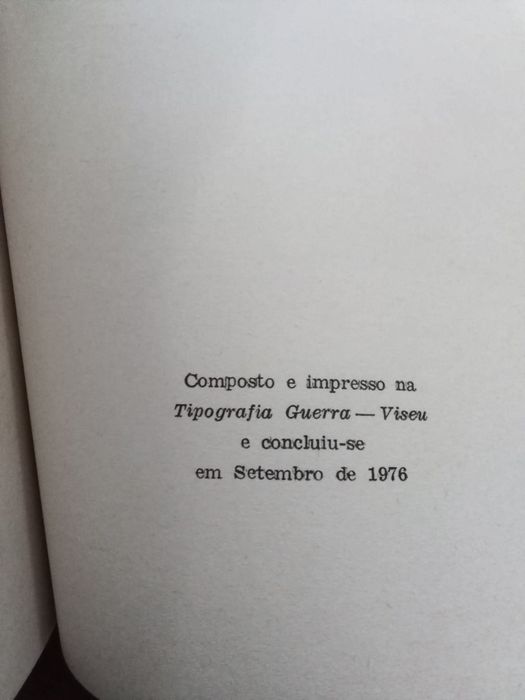 Composto e impresso na
Tipografia Guerra — Viseu
e concluiu-se
em Setembro de 1976